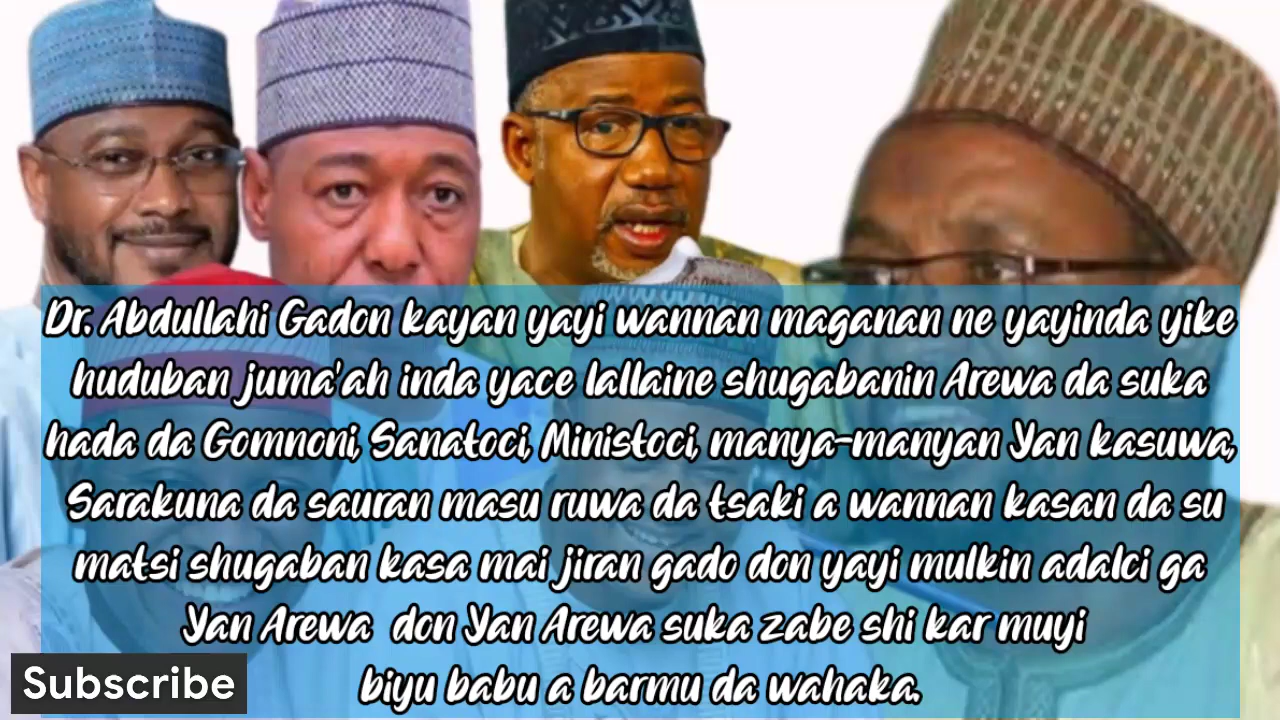 Dr. Abdullahi Gadon kayan yayi wannan maganan ne yayinda yike
huduban juma'ah inda yace lallaine shugabanin Arewa da suka
hada da Gomnoni, Sanatoci, Ministoci, manya-manyan Yan kasuwa,
Sarakuna da sauran masu ruwa da tsaki a wannan kasan da su
matsi shugaban kasa mai jiran gado don yayi mulkin adalci ga
Yan Arewa don Yan Arewa suka zabe shi kar muyi
biyu babu a barmu da wahaka.
Subscribe